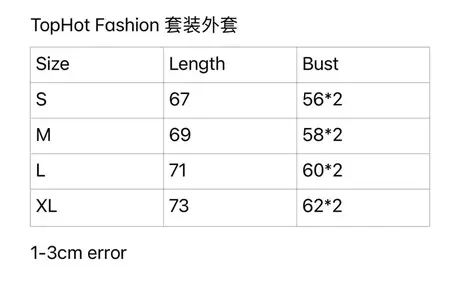 TopHot Fashion 套装外套
Size Length Bust
S 67 56*2
M 69 58*2
L 71 60*2
XL 73 62*2
1-3cm error